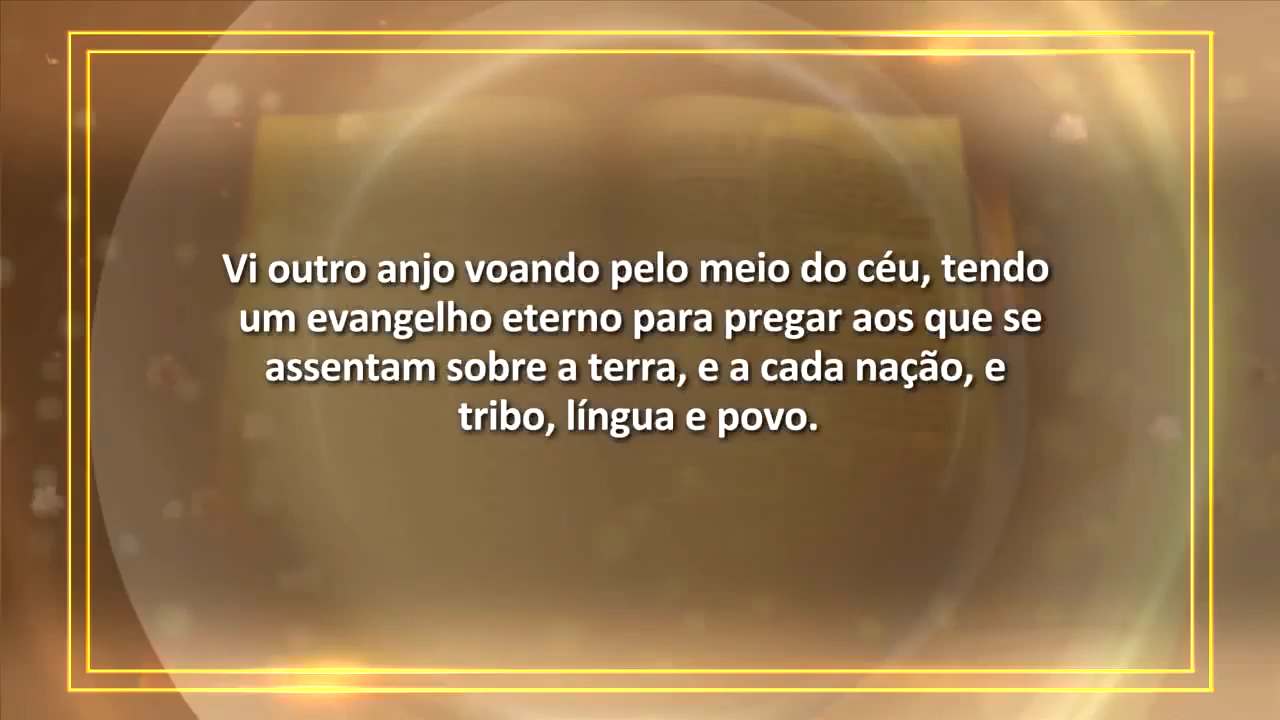 Vi outro anjo voando pelo meio do céu, tendo
um evangelho eterno para pregar aos que se
assentam sobre a terra, e a cada nação, e
tribo, língua e povo.